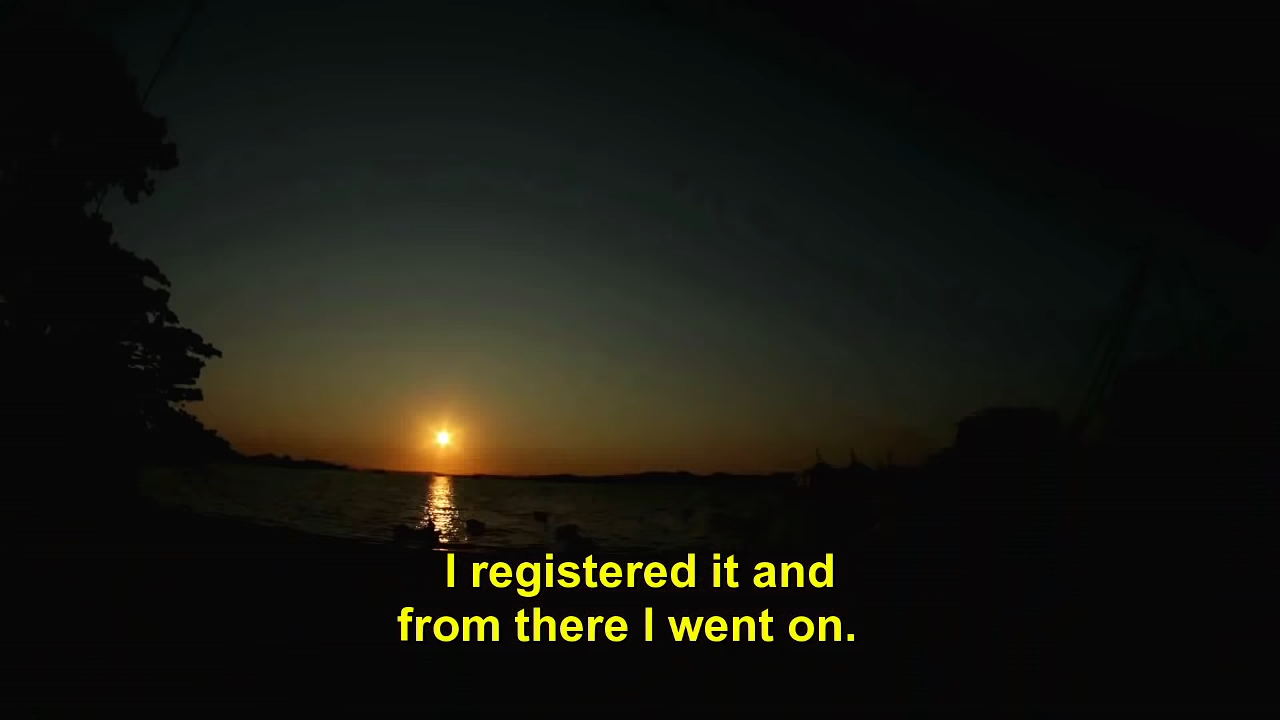 I registered it and
from there I went on.